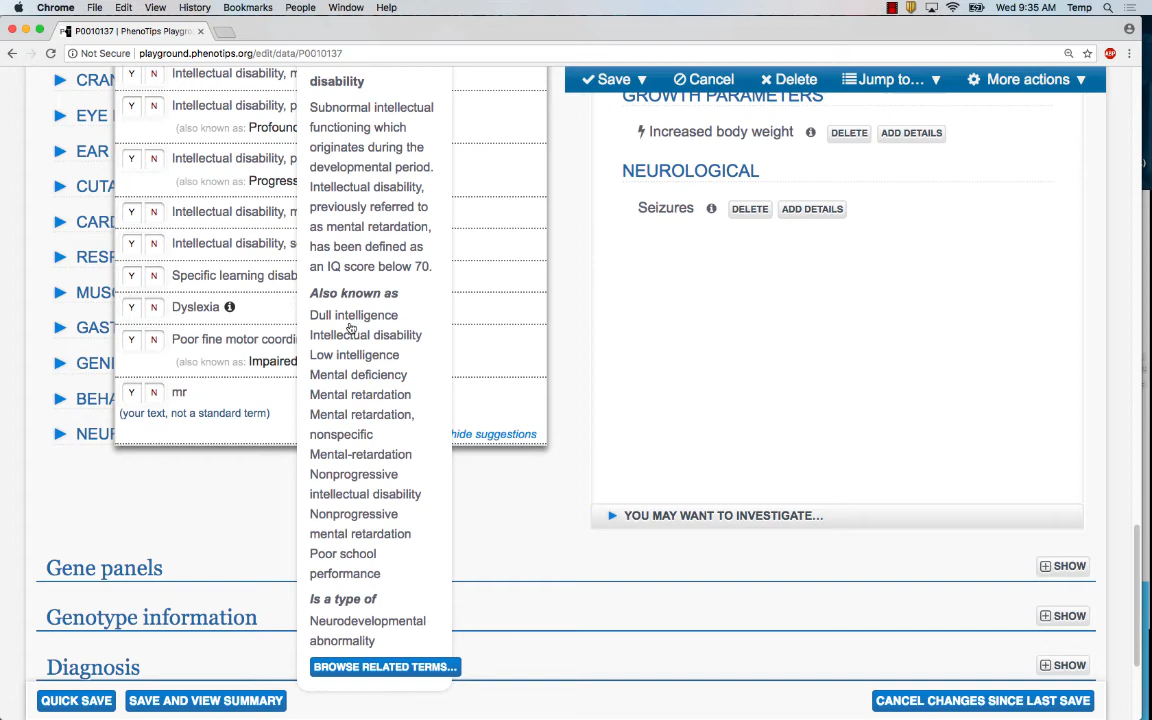 Chrome File Edit View History Bookmarks People Window Help Wed 9:35 AM Temp
P0010137 | PhenoTips Playgro
Not Secure playground.phenotips.org/edit/data/P0010137
ABP
Save Cancel Delete Jump to... More actions
CRAN
EYE
EAR
CUTA
CARD
RESP
MUSC
GAST
GENI
BEHA
NEUR
Y N Intellectual disability, m
Y N Intellectual disability, p
(also known as: Profound
Y N Intellectual disability, p
(also known as: Progress
Y N Intellectual disability, m
Y N Intellectual disability, s
Y N Specific learning disab
Y N Dyslexia
Y N Poor fine motor coordi
(also known as: Impaired
Y N mr
(your text, not a standard term)
hide suggestions
disability
Subnormal intellectual
functioning which
originates during the
developmental period.
Intellectual disability,
previously referred to
as mental retardation,
has been defined as
an IQ score below 70.
Also known as
Dull intelligence
Intellectual disability
Low intelligence
Mental deficiency
Mental retardation
Mental retardation,
nonspecific
Mental-retardation
Nonprogressive
intellectual disability
Nonprogressive
mental retardation
Poor school
performance
Is a type of
Neurodevelopmental
abnormality
BROWSE RELATED TERMS...
GROWTH PARAMETERS
Increased body weight DELETE ADD DETAILS
NEUROLOGICAL
Seizures DELETE ADD DETAILS
YOU MAY WANT TO INVESTIGATE...
Gene panels SHOW
Genotype information SHOW
Diagnosis SHOW
QUICK SAVE SAVE AND VIEW SUMMARY CANCEL CHANGES SINCE LAST SAVE